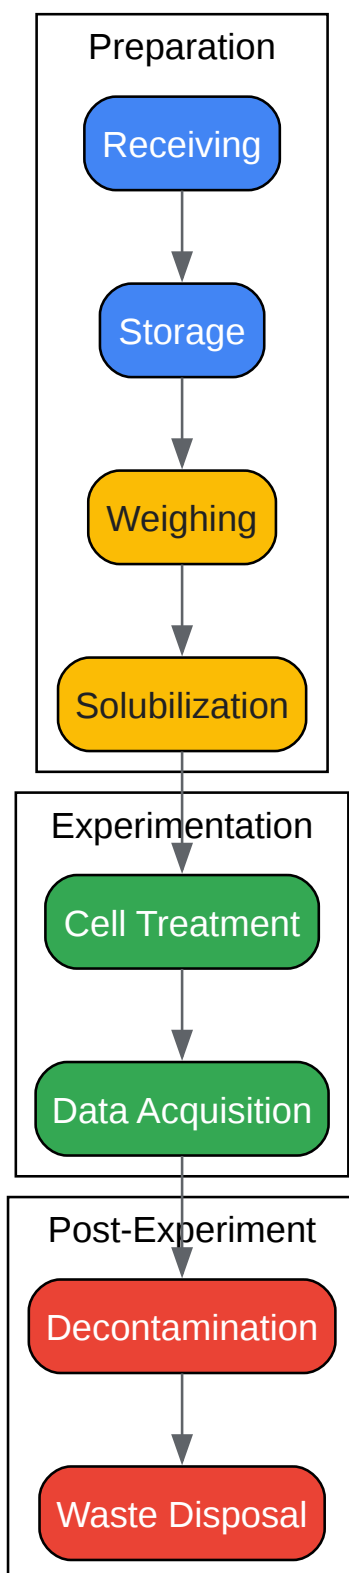 Preparation
Receiving
Storage
Weighing
Solubilization
Experimentation
Cell Treatment
Data Acquisition
Post-Experiment
Decontamination
Waste Disposal